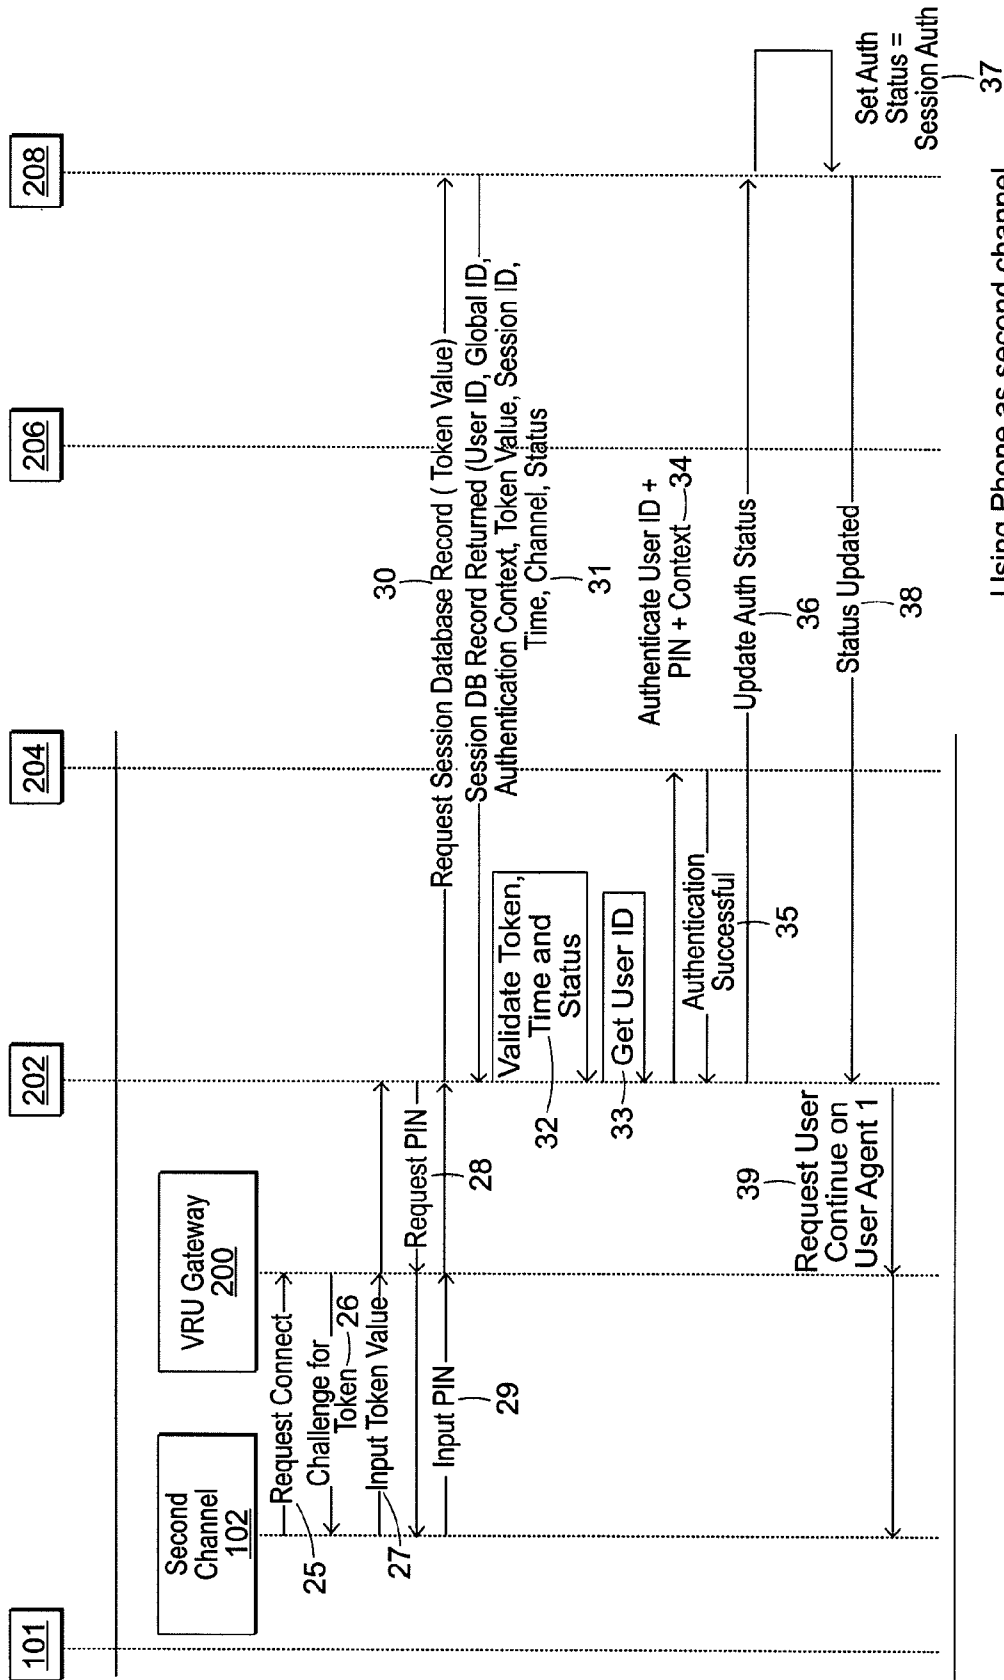 101
Second
Channel
102
VRU Gateway
200
202
204
206
208
Request Connect
25
Challenge for
Token 26
Input Token Value
27
Request PIN
28
Input PIN
29
Request Session Database Record ( Token Value)
30
Session DB Record Returned (User ID, Global ID,
Authentication Context, Token Value, Session ID,
Time, Channel, Status
31
Validate Token,
Time and
Status
32
Get User ID
33
Authenticate User ID +
PIN + Context 34
Authentication
Successful
35
Update Auth Status
36
Set Auth
Status =
Session Auth
37
Status Updated
38
Request User
Continue on
User Agent 1
39
Using Phone as second channel